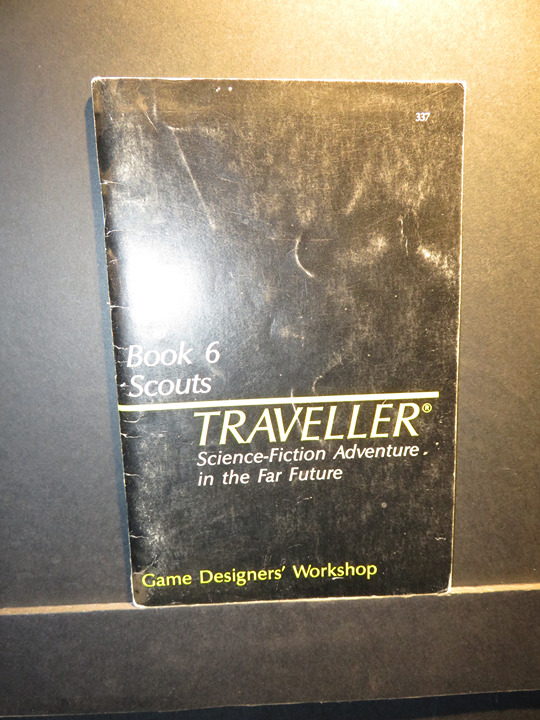 337
Book 6
Scouts
TRAVELLER®
Science-Fiction Adventure
in the Far Future
Game Designers' Workshop